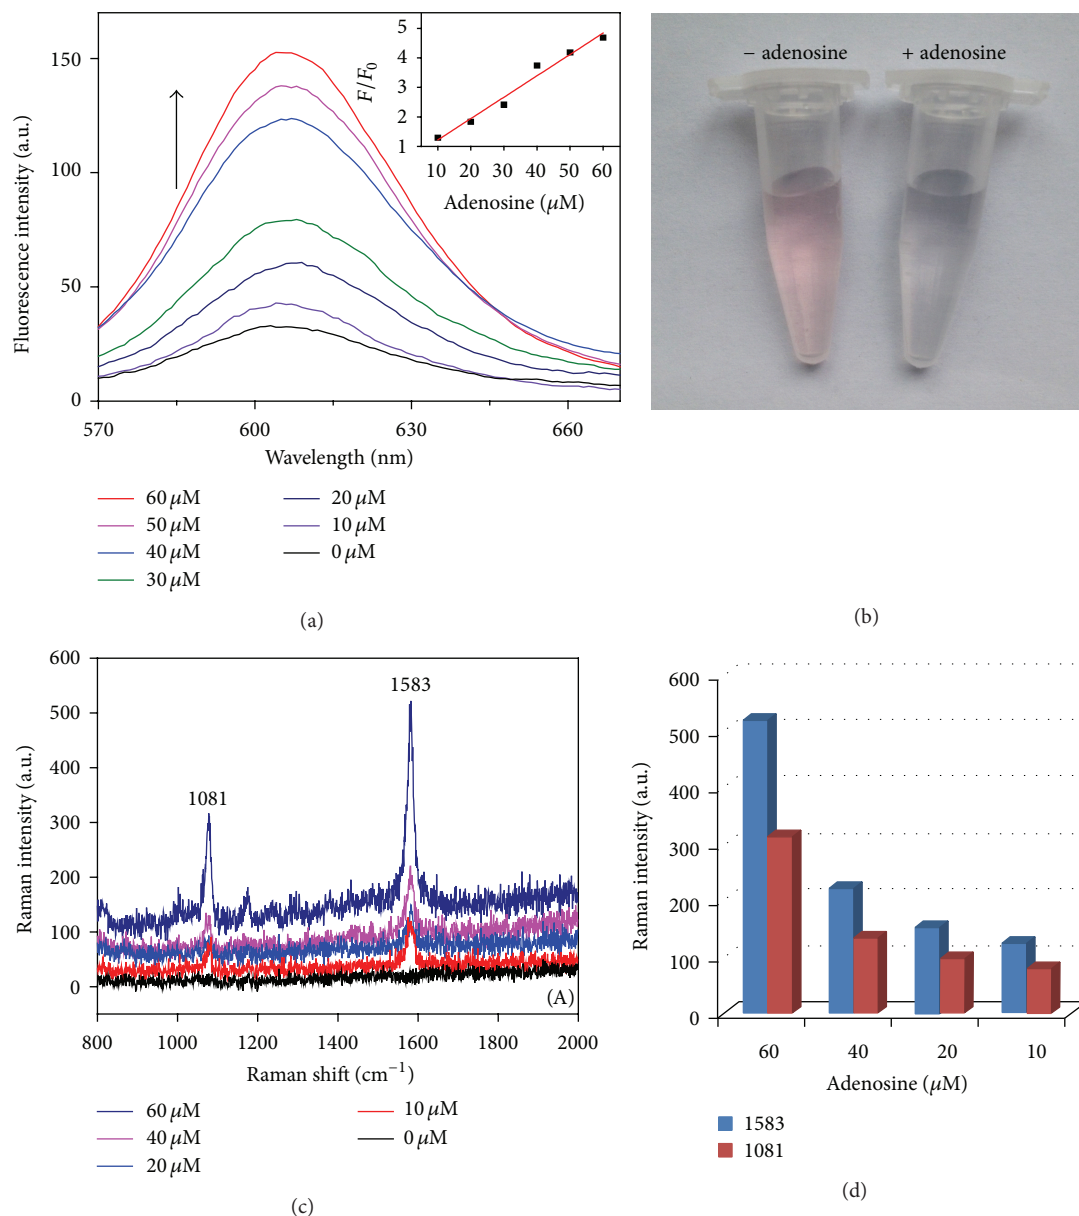 150
100
50
0
Fluorescence intensity (a.u.)
570
600
630
660
Wavelength (nm)
5
4
3
2
1
F/F₀
10 20 30 40 50 60
Adenosine (μM)
60 μM
50 μM
40 μM
30 μM
20 μM
10 μM
0 μM
(a)
− adenosine
+ adenosine
(b)
600
500
400
300
200
100
0
Raman intensity (a.u.)
1081
1583
(A)
800 1000 1200 1400 1600 1800 2000
Raman shift (cm⁻¹)
60 μM
40 μM
20 μM
10 μM
0 μM
(c)
600
500
400
300
200
100
0
Raman intensity (a.u.)
60 40 20 10
Adenosine (μM)
1583
1081
(d)